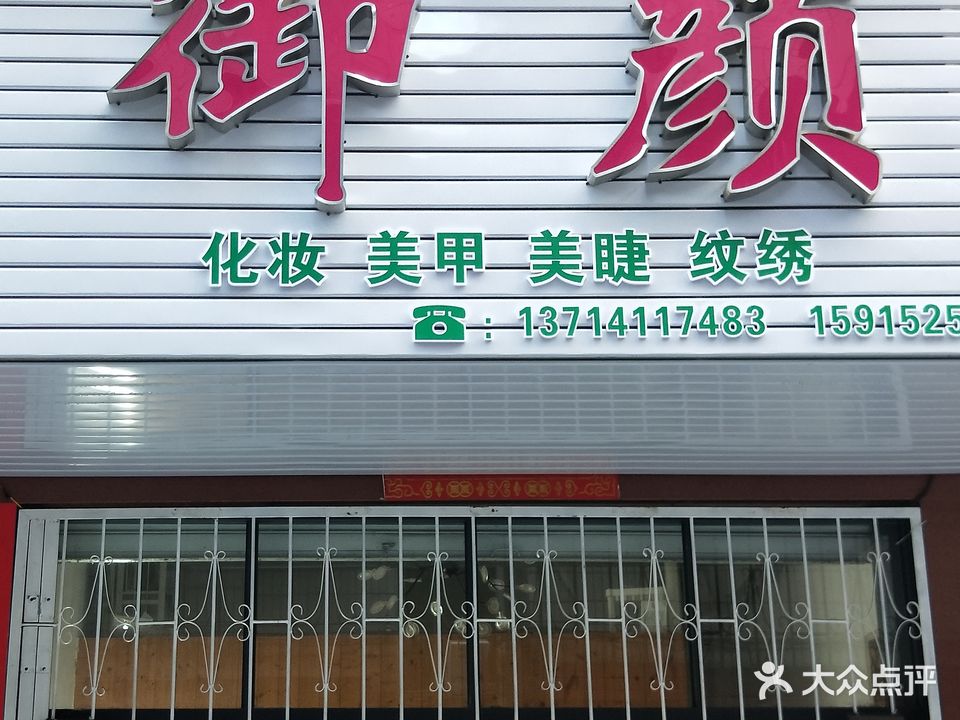 御颜
化妆 美甲 美睫 纹绣
☎: 13714117483 1591525
大众点评